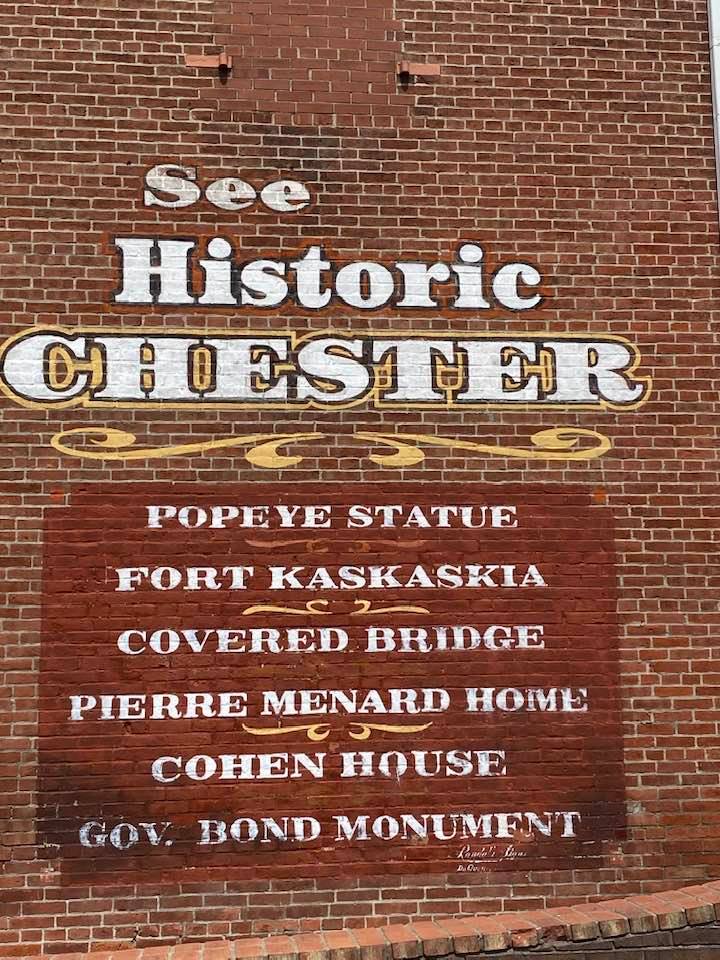 See
Historic
CHESTER
POPEYE STATUE
FORT KASKASKIA
COVERED BRIDGE
PIERRE MENARD HOME
COHEN HOUSE
GOV. BOND MONUMENT